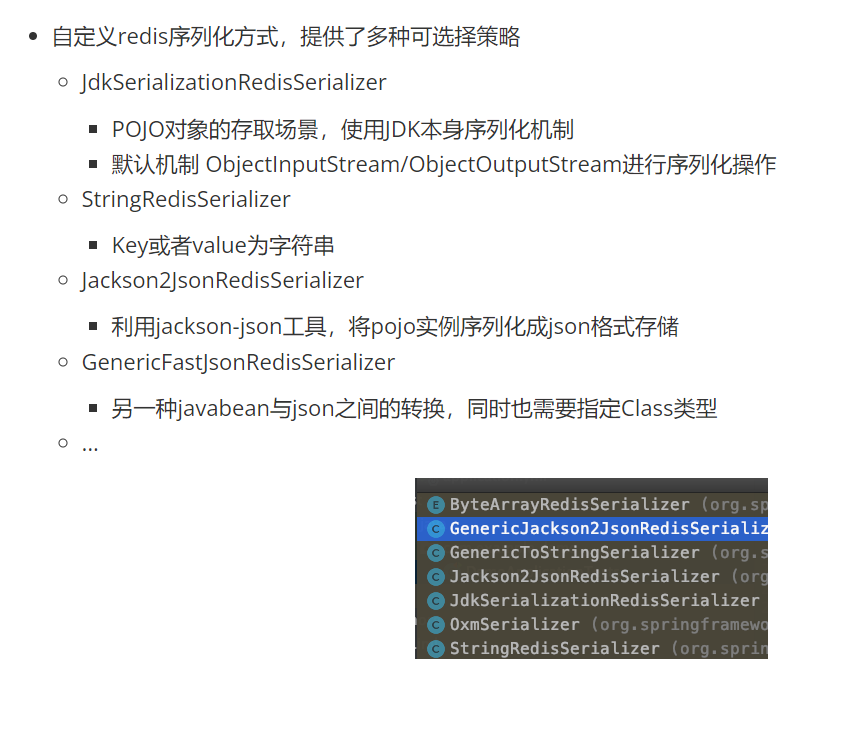 自定义redis序列化方式，提供了多种可选择策略
JdkSerializationRedisSerializer
POJO对象的存取场景，使用JDK本身序列化机制
默认机制 ObjectInputStream/ObjectOutputStream进行序列化操作
StringRedisSerializer
Key或者value为字符串
Jackson2JsonRedisSerializer
利用jackson-json工具，将pojo实例序列化成json格式存储
GenericFastJsonRedisSerializer
另一种javabean与json之间的转换，同时也需要指定Class类型
...
E ByteArrayRedisSerializer (org.sp
C GenericJackson2JsonRedisSerializ
C GenericToStringSerializer (org.s
C Jackson2JsonRedisSerializer (org
C JdkSerializationRedisSerializer
C OxmSerializer (org.springframewo
C StringRedisSerializer (org.sprin